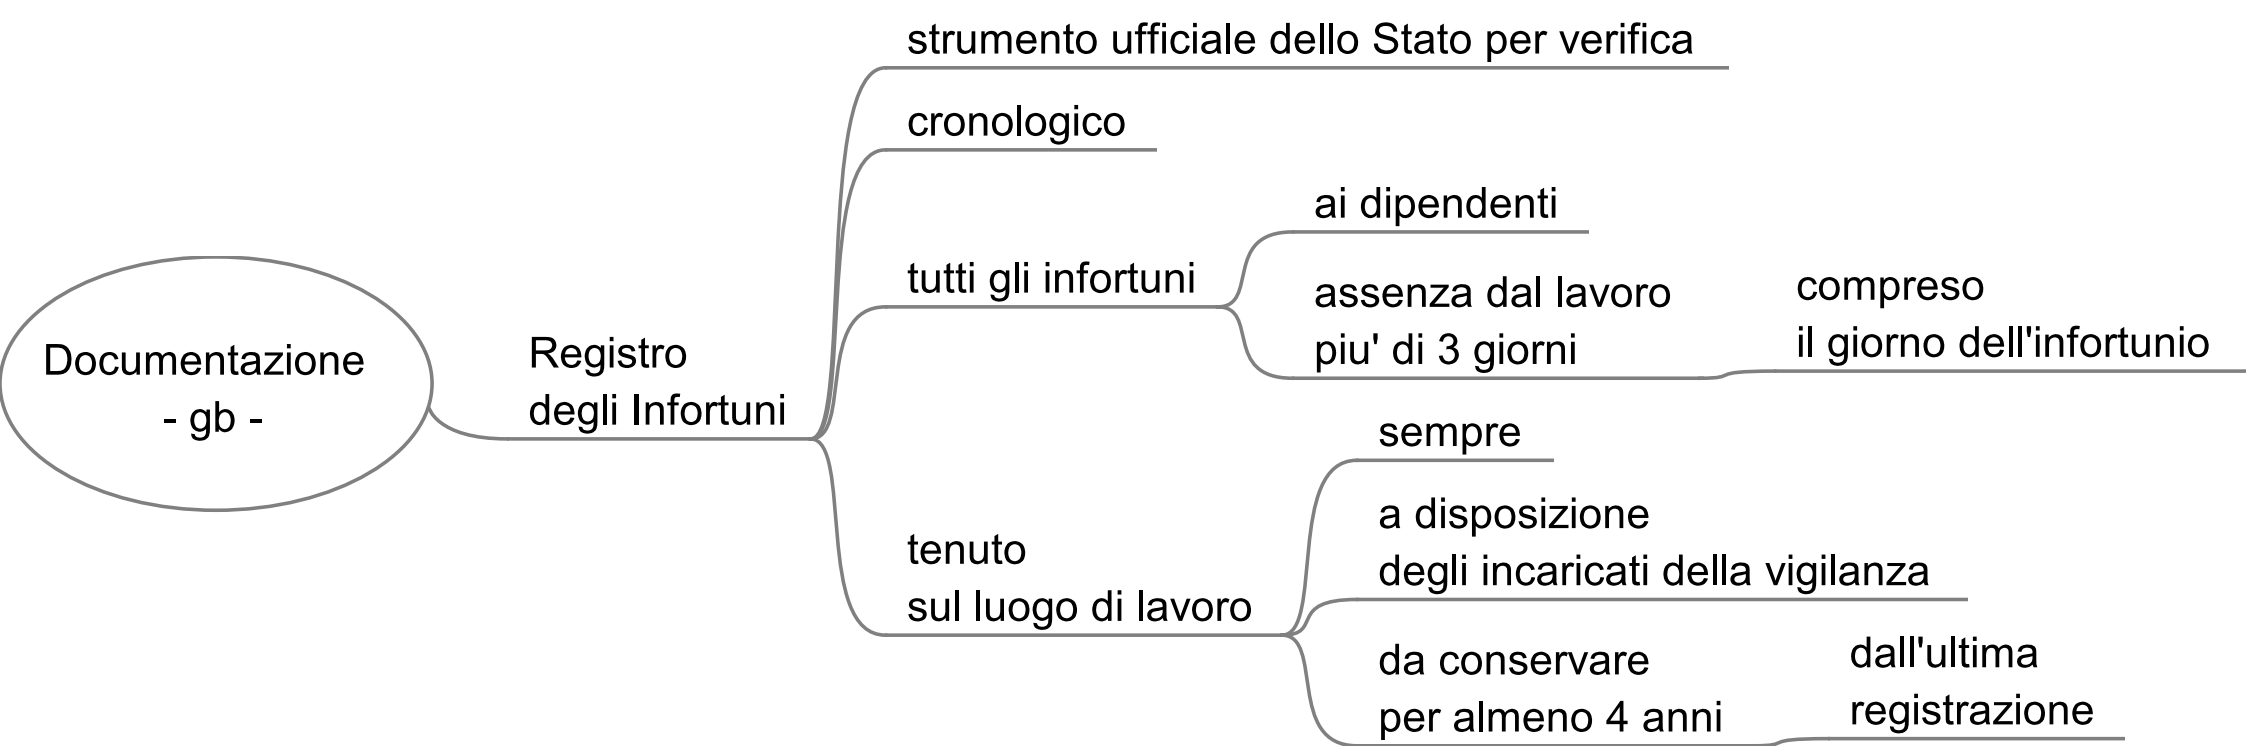 Documentazione
- gb -
Registro
degli Infortuni
strumento ufficiale dello Stato per verifica
cronologico
tutti gli infortuni
ai dipendenti
assenza dal lavoro
piu' di 3 giorni
compreso
il giorno dell'infortunio
tenuto
sul luogo di lavoro
sempre
a disposizione
degli incaricati della vigilanza
da conservare
per almeno 4 anni
dall'ultima
registrazione